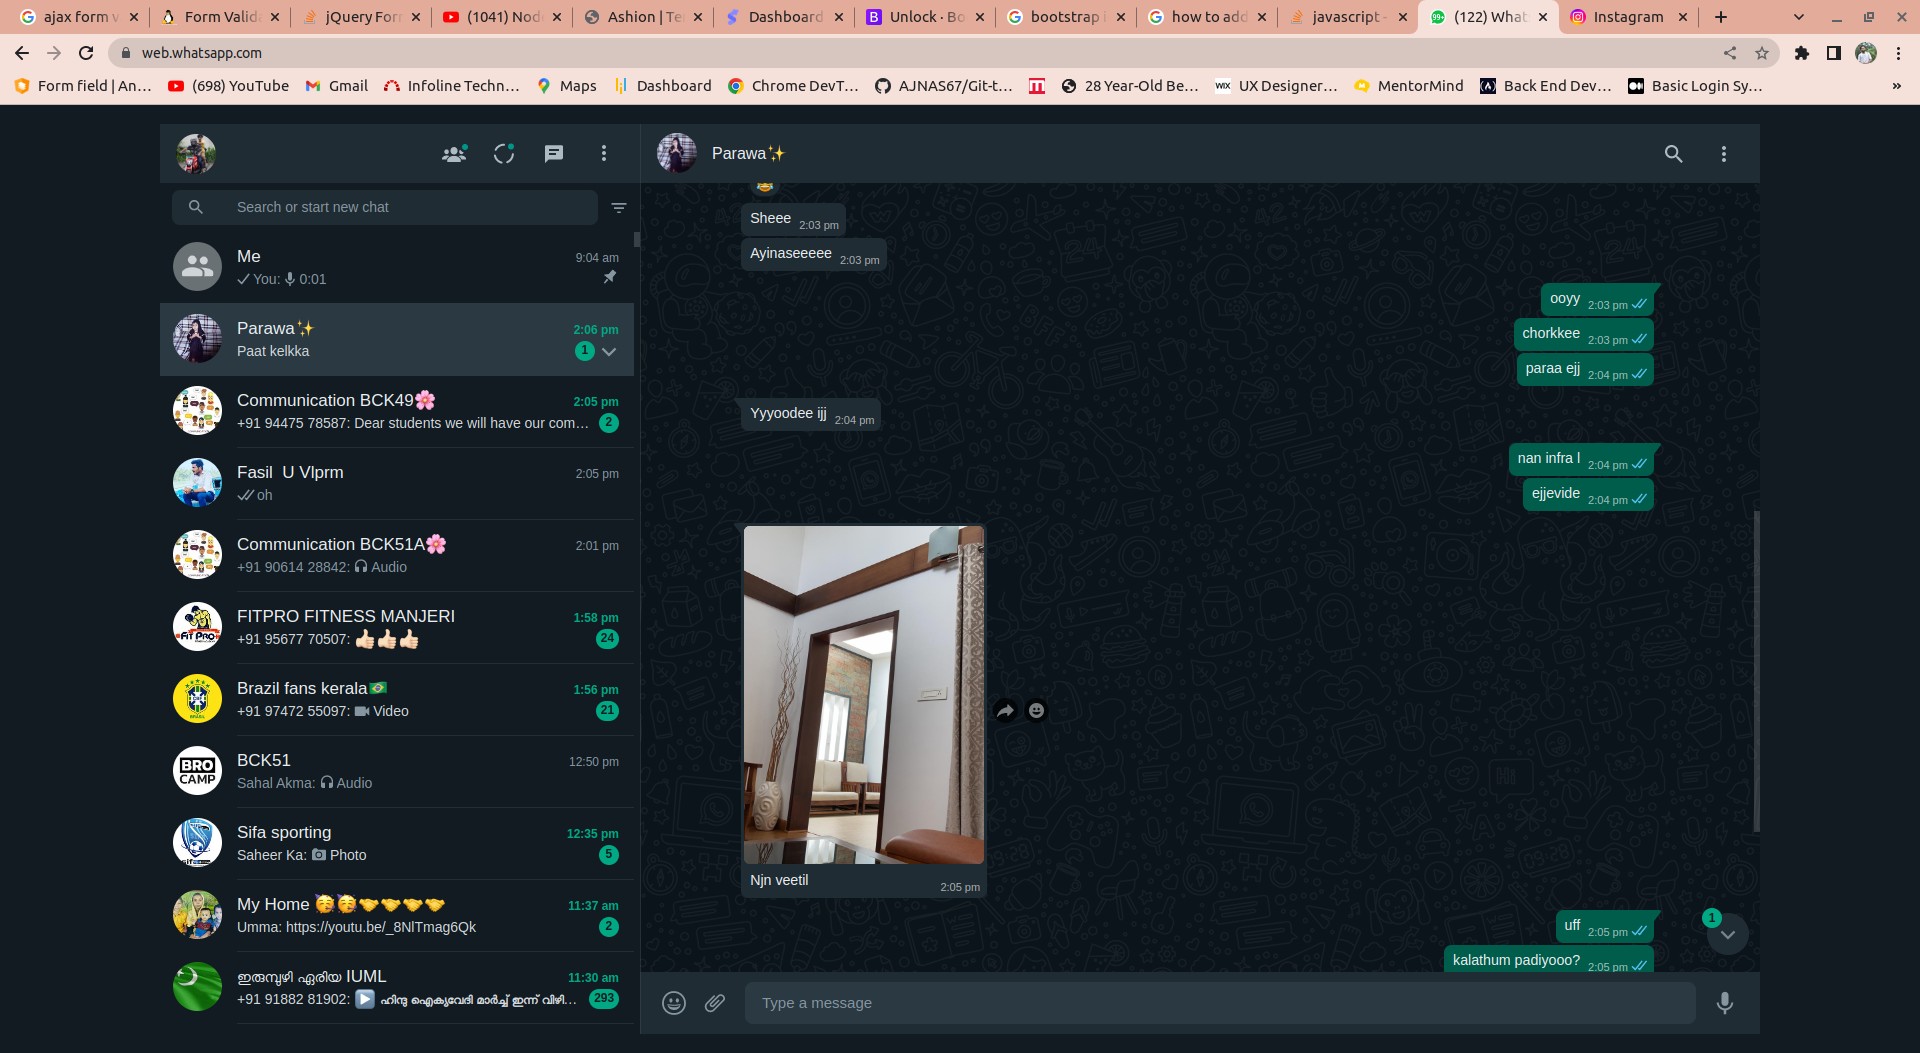 ajax form v
Form Valid
jQuery For
(1041) Nod
Ashion | Te
Dashboard
Unlock · Bo
bootstrap i
how to add
javascript -
(122) What
Instagram
web.whatsapp.com
Form field | An...
(698) YouTube
Gmail
Infoline Techn...
Maps
Dashboard
Chrome DevT...
AJNAS67/Git-t...
28 Year-Old Be...
WIX UX Designer...
MentorMind
Back End Dev...
Basic Login Sy...
»
Parawa✨
Search or start new chat
Me 9:04 am
You: 0:01
Parawa✨ 2:06 pm
Paat kelkka 1
Communication BCK49🌸 2:05 pm
+91 94475 78587: Dear students we will have our com... 2
Fasil U Vlprm 2:05 pm
oh
Communication BCK51A🌸 2:01 pm
+91 90614 28842: Audio
FITPRO FITNESS MANJERI 1:58 pm
+91 95677 70507: 👍🏻👍🏻👍🏻 24
Brazil fans kerala🇧🇷 1:56 pm
+91 97472 55097: Video 21
BRO CAMP
BCK51 12:50 pm
Sahal Akma: Audio
Sifa sporting 12:35 pm
Saheer Ka: Photo 5
My Home 🥳🥳🤝🤝🤝🤝 11:37 am
Umma: https://youtu.be/_8NlTmag6Qk 2
ഇരുമ്പുഴി ഏരിയ IUML 11:30 am
+91 91882 81902: ▶️ ഹിന്ദു ഐക്യവേദി മാർച്ച് ഇന്ന് വിഴി... 293
Sheee 2:03 pm
Ayinaseeeee 2:03 pm
ooyy 2:03 pm
chorkkee 2:03 pm
paraa ejj 2:04 pm
Yyyoodee ijj 2:04 pm
nan infra l 2:04 pm
ejjevide 2:04 pm
Njn veetil 2:05 pm
uff 2:05 pm
1
kalathum padiyooo? 2:05 pm
Type a message